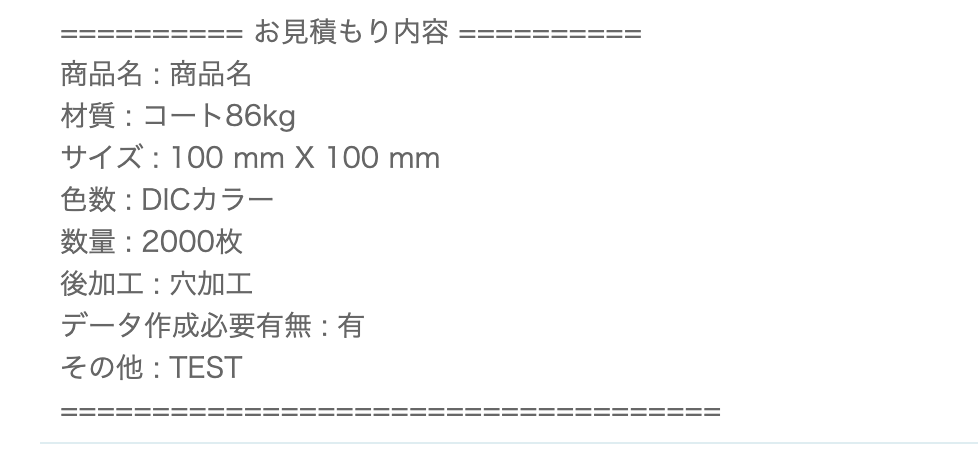 ========== お見積もり内容 ==========
商品名 : 商品名
材質 : コート86kg
サイズ : 100 mm X 100 mm
色数 : DICカラー
数量 : 2000枚
後加工 : 穴加工
データ作成必要有無 : 有
その他 : TEST
====================================